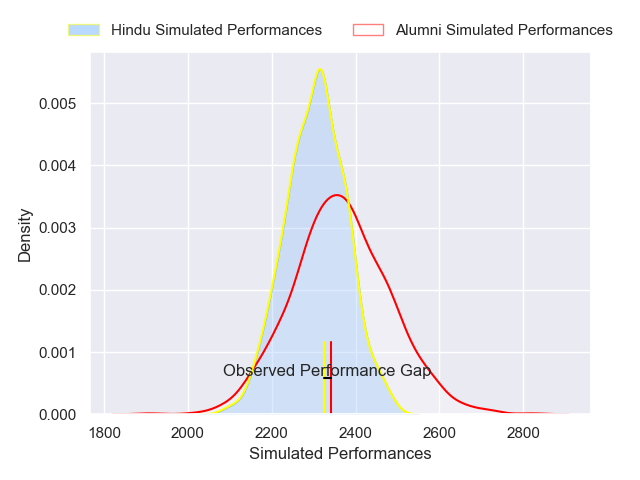 Hindu Simulated Performances Alumni Simulated Performances
0.005
0.004
0.003
0.002
0.001
0.000
Density
Observed Performance Gap
1800 2000 2200 2400 2600 2800
Simulated Performances